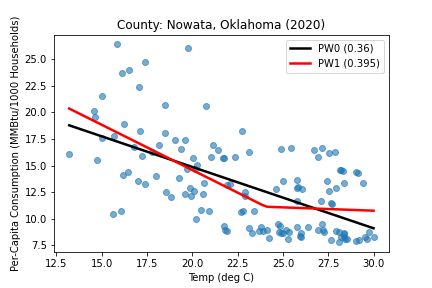 County: Nowata, Oklahoma (2020)
PW0 (0.36)
PW1 (0.395)
Per-Capita Consumption (MMBtu/1000 Households)
25.0
22.5
20.0
17.5
15.0
12.5
10.0
7.5
12.5 15.0 17.5 20.0 22.5 25.0 27.5 30.0
Temp (deg C)